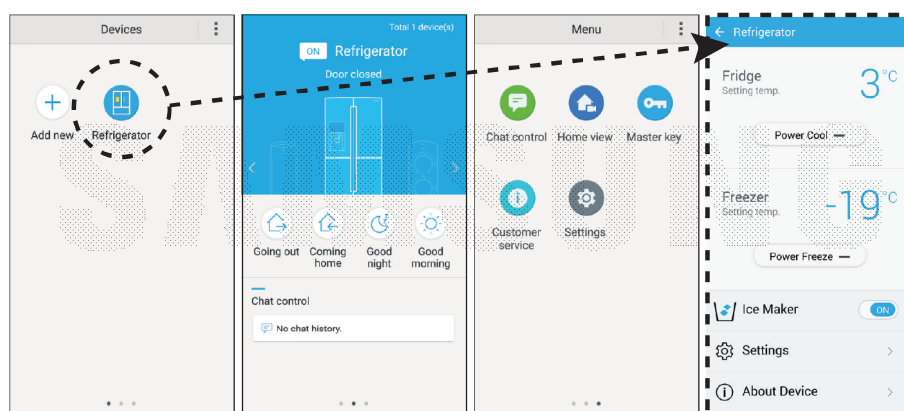 Devices
Add new
Refrigerator
Total 1 device(s)
ON Refrigerator
Door closed
Going out
Coming
home
Good
night
Good
morning
Chat control
No chat history.
Menu
Chat control
Home view
Master key
Customer
service
Settings
Refrigerator
Fridge
Setting temp.
3°C
Power Cool
Freezer
Setting temp.
-19°C
Power Freeze
Ice Maker
ON
Settings
About Device
SAMSUNG